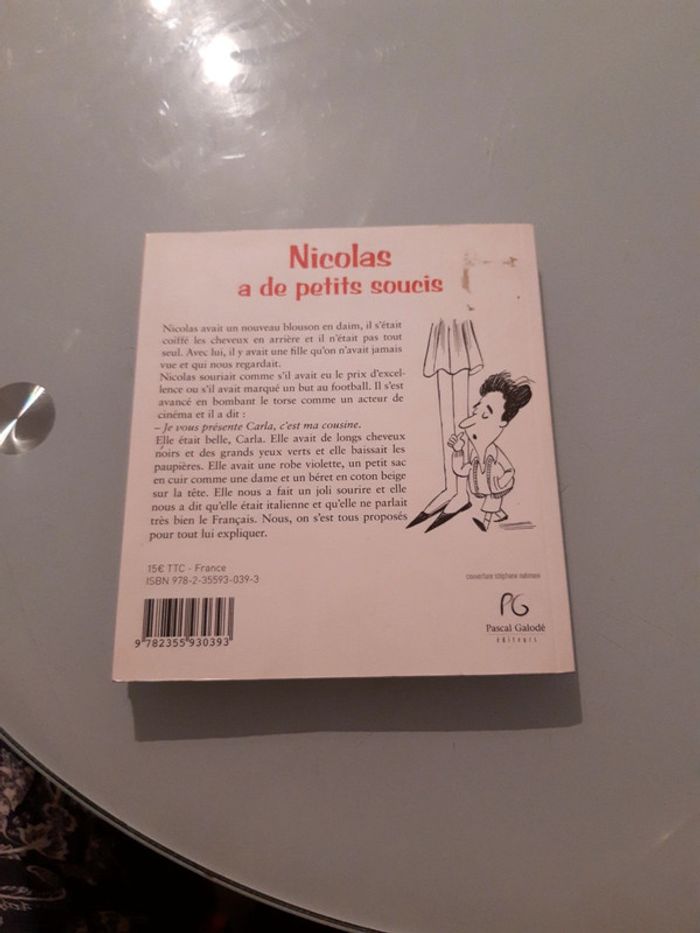 Nicolas
a de petits soucis
Nicolas avait un nouveau blouson en daim, il s'était
coiffé les cheveux en arrière et il n'était pas tout
seul. Avec lui, il y avait une fille qu'on n'avait jamais
vue et qui nous regardait.
Nicolas souriait comme s'il avait eu le prix d'excel-
lence ou s'il avait marqué un but au football. Il s'est
avancé en bombant le torse comme un acteur de
cinéma et il a dit :
– Je vous présente Carla, c'est ma cousine.
Elle était belle, Carla. Elle avait de longs cheveux
noirs et des grands yeux verts et elle baissait les
paupières. Elle avait une robe violette, un petit sac
en cuir comme une dame et un béret en coton beige
sur la tête. Elle nous a fait un joli sourire et elle
nous a dit qu'elle était italienne et qu'elle ne parlait
très bien le Français. Nous, on s'est tous proposés
pour tout lui expliquer.
15€ TTC - France
ISBN 978-2-35593-039-3
9 782355 930393
couverture stéphane
PG
Pascal Galodé
éditeurs